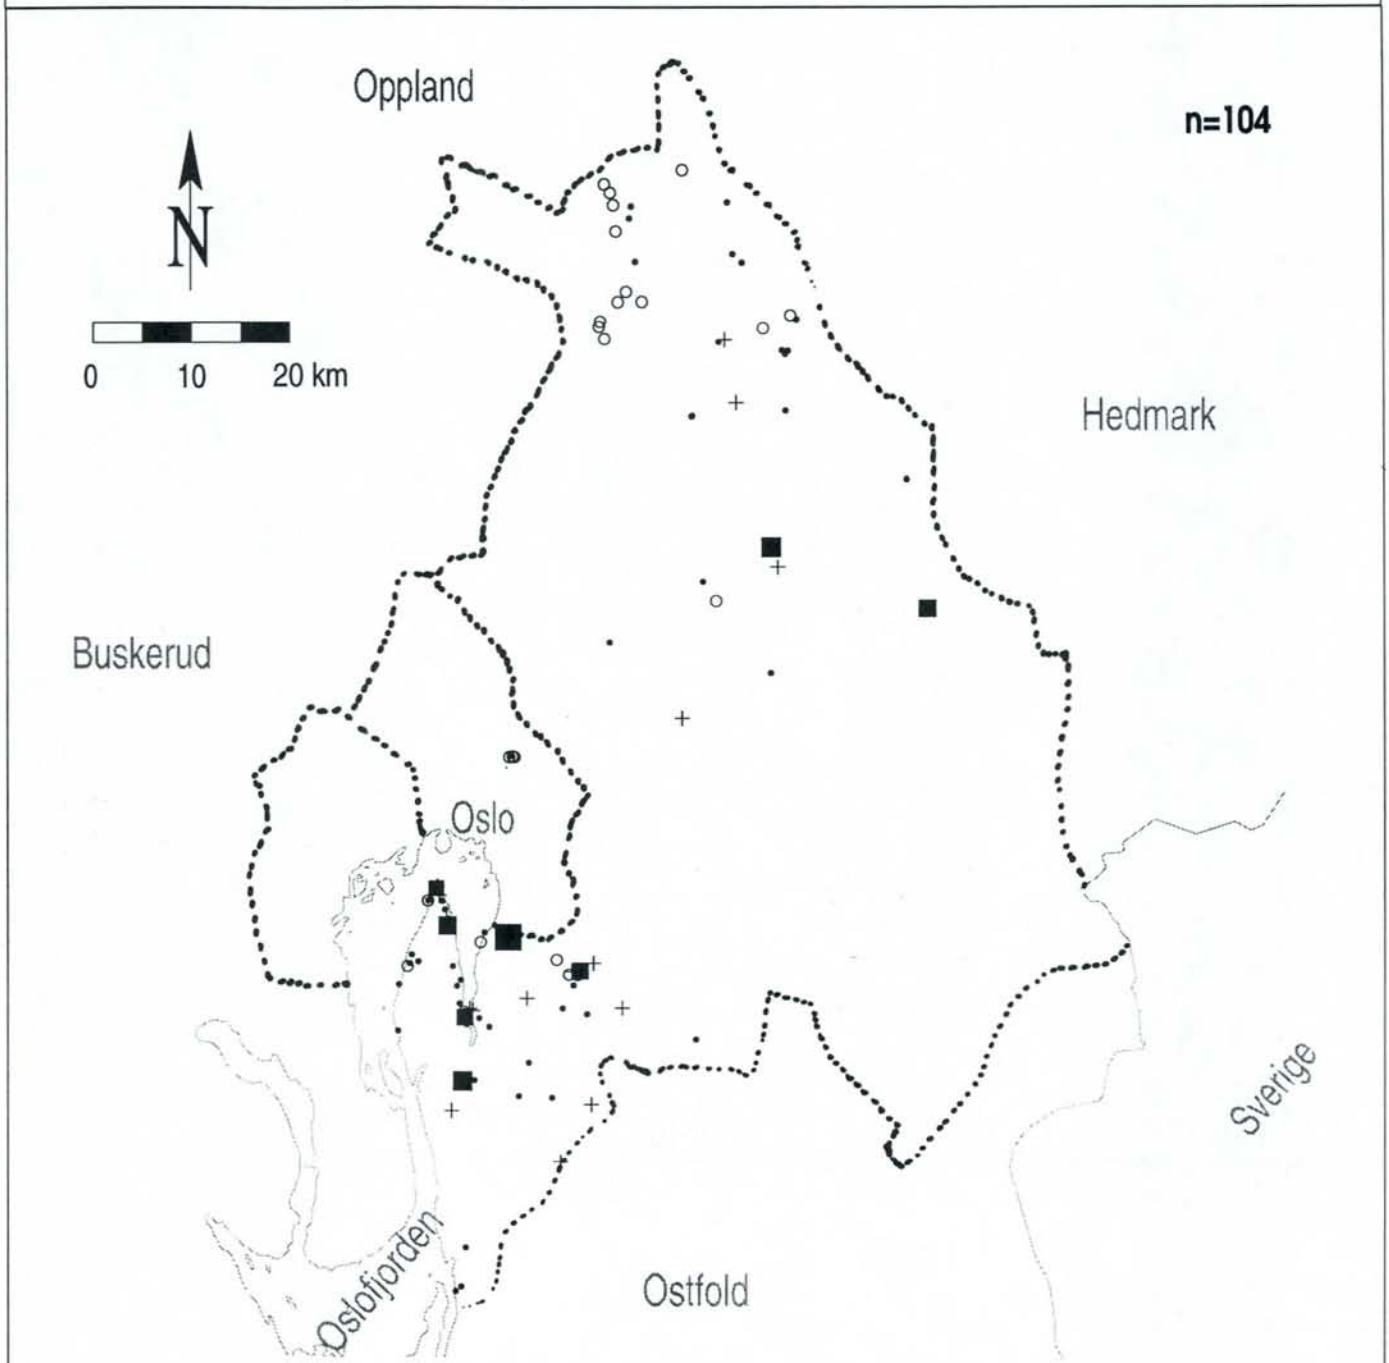 Oppland
n=104
N
0 10 20 km
Hedmark
Buskerud
Oslo
Sverige
Oslofjorden
Ostfold